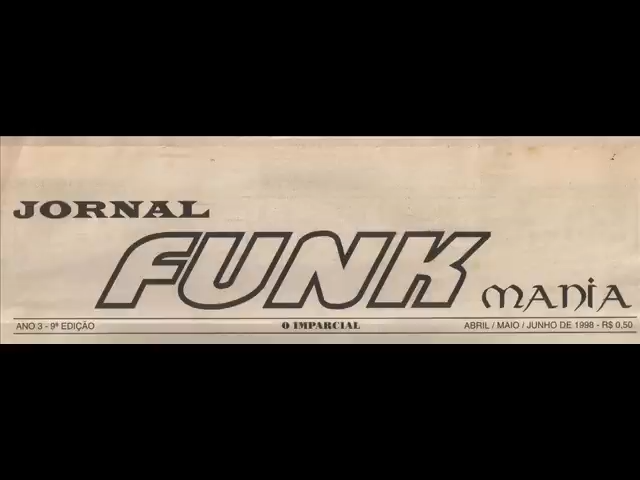 JORNAL
FUNK MANIA
ANO 3 - 9ª EDIÇÃO O IMPARCIAL ABRIL / MAIO / JUNHO DE 1998 - R$ 0,50